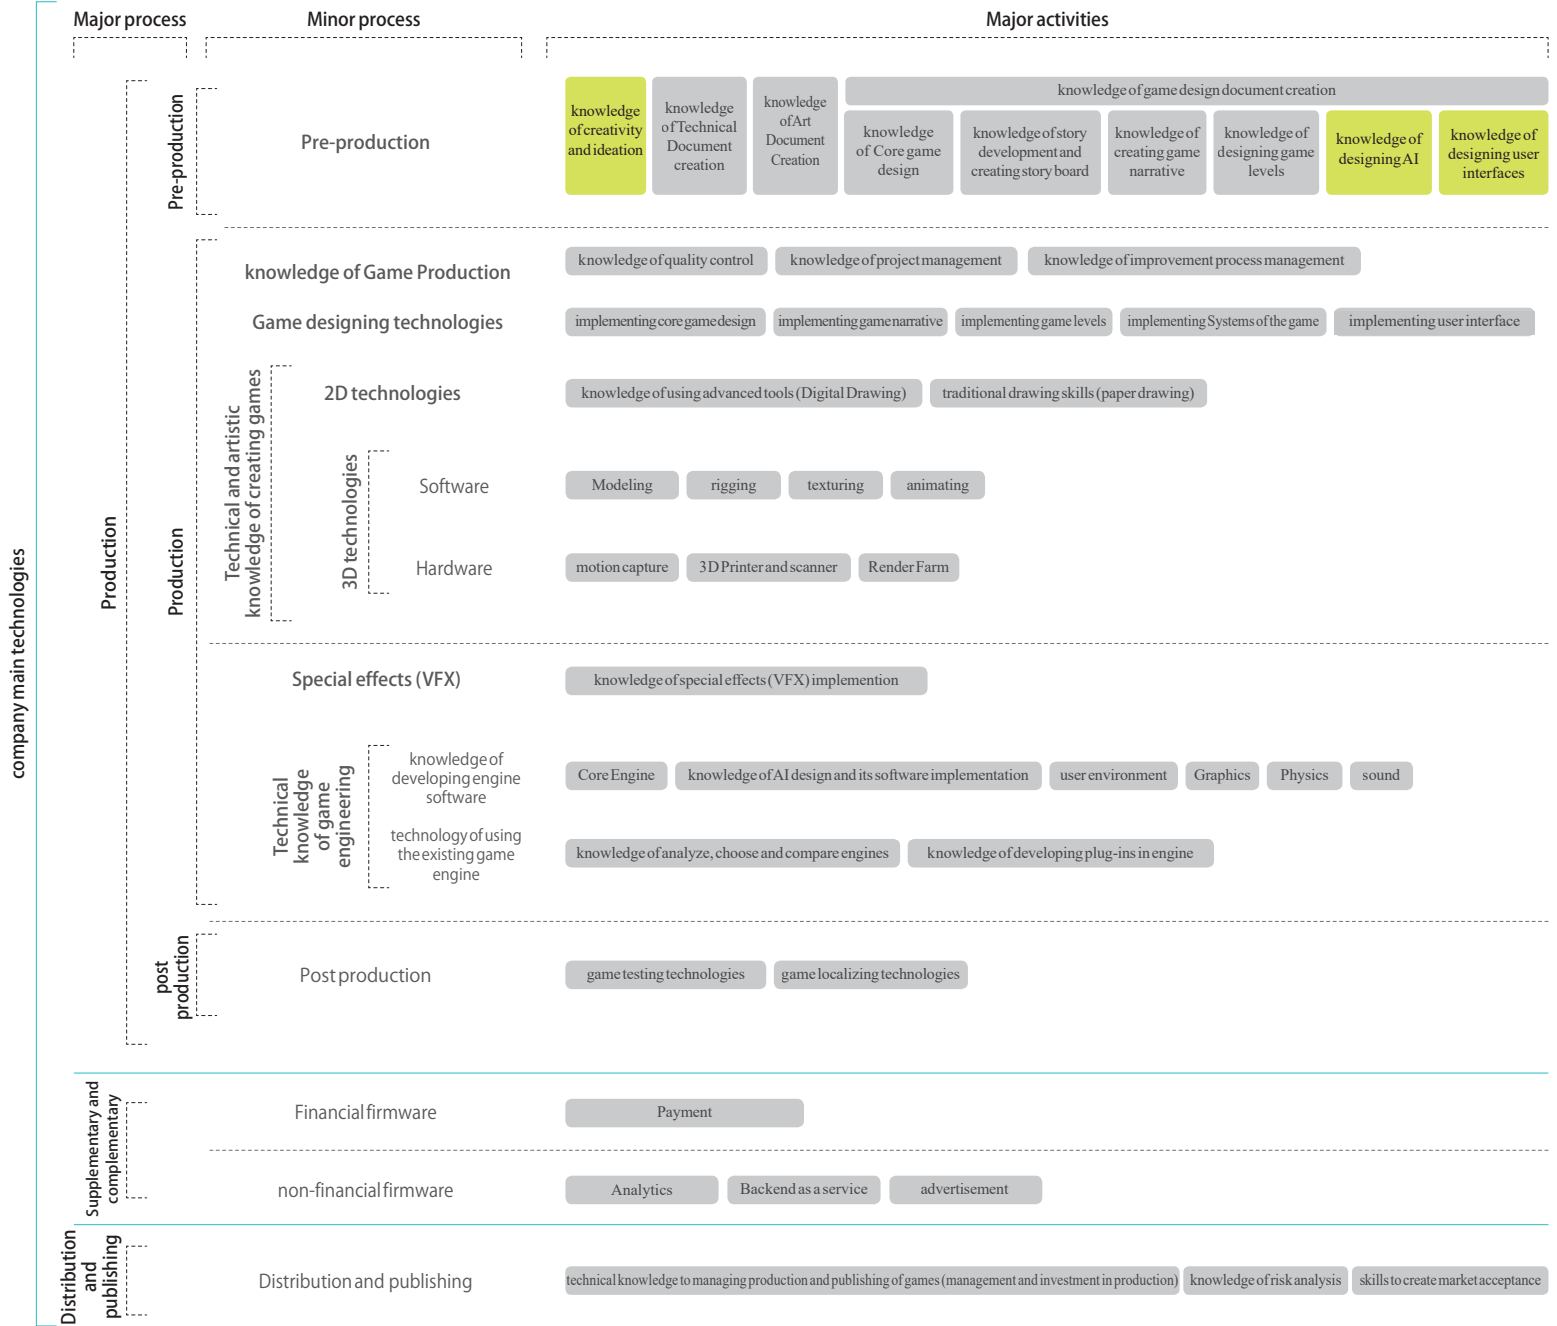 Major process
Minor process
Major activities
company main technologies
Production
Pre-production
Pre-production
knowledge
of creativity
and ideation
knowledge
of Technical
Document
creation
knowledge
of Art
Document
Creation
knowledge of game design document creation
knowledge
of Core game
design
knowledge of story
development and
creating story board
knowledge of
creating game
narrative
knowledge of
designing game
levels
knowledge of
designing AI
knowledge of
designing user
interfaces
Production
knowledge of Game Production
knowledge of quality control
knowledge of project management
knowledge of improvement process management
Game designing technologies
implementing core game design
implementing game narrative
implementing game levels
implementing Systems of the game
implementing user interface
Technical and artistic
knowledge of creating games
2D technologies
knowledge of using advanced tools (Digital Drawing)
traditional drawing skills (paper drawing)
3D technologies
Software
Modeling
rigging
texturing
animating
Hardware
motion capture
3D Printer and scanner
Render Farm
Special effects (VFX)
knowledge of special effects (VFX) implemention
Technical
knowledge
of game
engineering
knowledge of
developing engine
software
Core Engine
knowledge of AI design and its software implementation
user environment
Graphics
Physics
sound
technology of using
the existing game
engine
knowledge of analyze, choose and compare engines
knowledge of developing plug-ins in engine
post
production
Post production
game testing technologies
game localizing technologies
Supplementary and
complementary
Financial firmware
Payment
non-financial firmware
Analytics
Backend as a service
advertisement
Distribution
and
publishing
Distribution and publishing
technical knowledge to managing production and publishing of games (management and investment in production)
knowledge of risk analysis
skills to create market acceptance